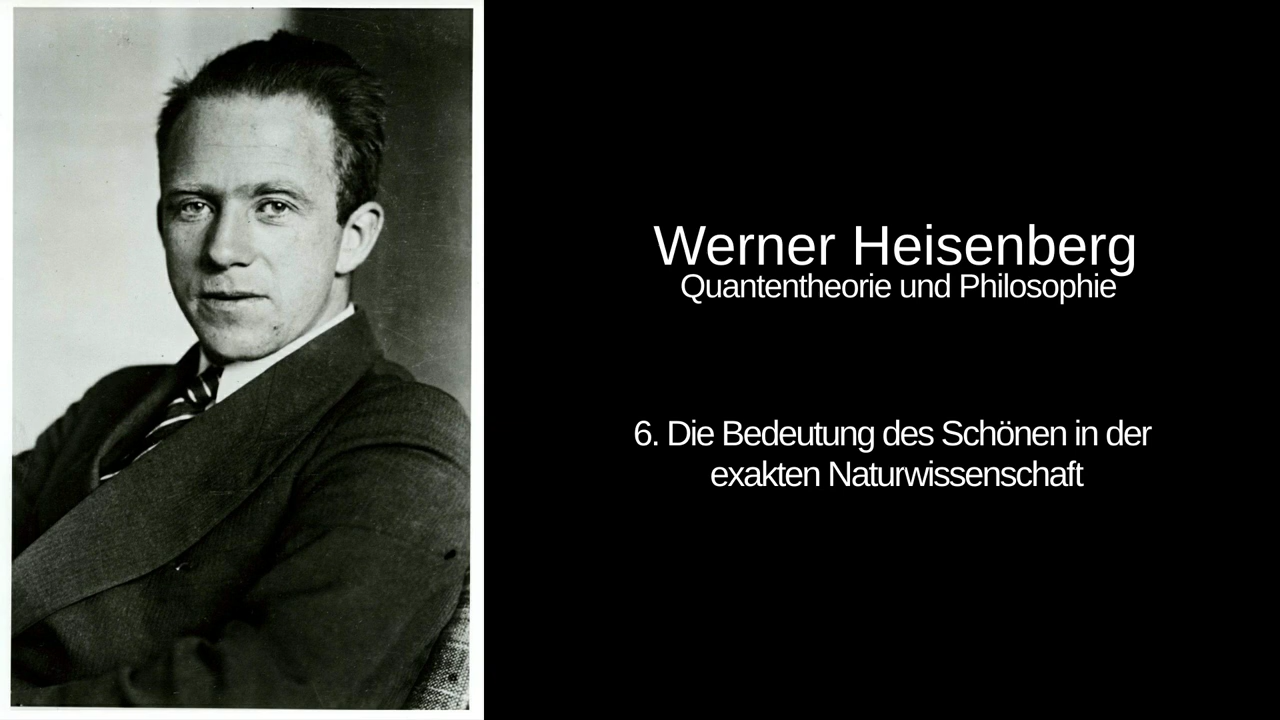 Werner Heisenberg
Quantentheorie und Philosophie
6. Die Bedeutung des Schönen in der
exakten Naturwissenschaft